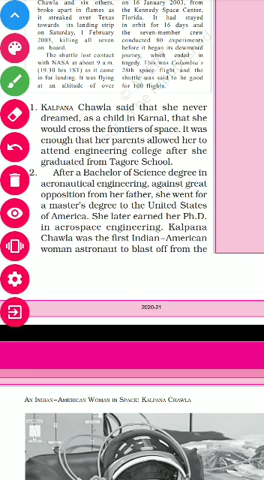 Chawla and six others,
broke apart in flames as
it streaked over Texas
towards its landing strip
on Saturday, 1 February
2003, killing all seven
on board.
The shuttle lost contact
with NASA at about 9 a.m.
(19.30 hrs IST) as it came
in for landing. It was flying
at an altitude of over
on 16 January 2003, from
the Kennedy Space Center,
Florida. It had stayed
in orbit for 16 days and
the seven-member crew
conducted 80 experiments
before it began its downward
journey, which ended in
tragedy. This was Columbia's
28th space flight and the
shuttle was said to be good
for 100 flights.
1. KALPANA Chawla said that she never
dreamed, as a child in Karnal, that she
would cross the frontiers of space. It was
enough that her parents allowed her to
attend engineering college after she
graduated from Tagore School.
2. After a Bachelor of Science degree in
aeronautical engineering, against great
opposition from her father, she went for
a master's degree to the United States
of America. She later earned her Ph.D.
in aerospace engineering. Kalpana
Chawla was the first Indian–American
woman astronaut to blast off from the
2020-21
AN INDIAN–AMERICAN WOMAN IN SPACE: KALPANA CHAWLA